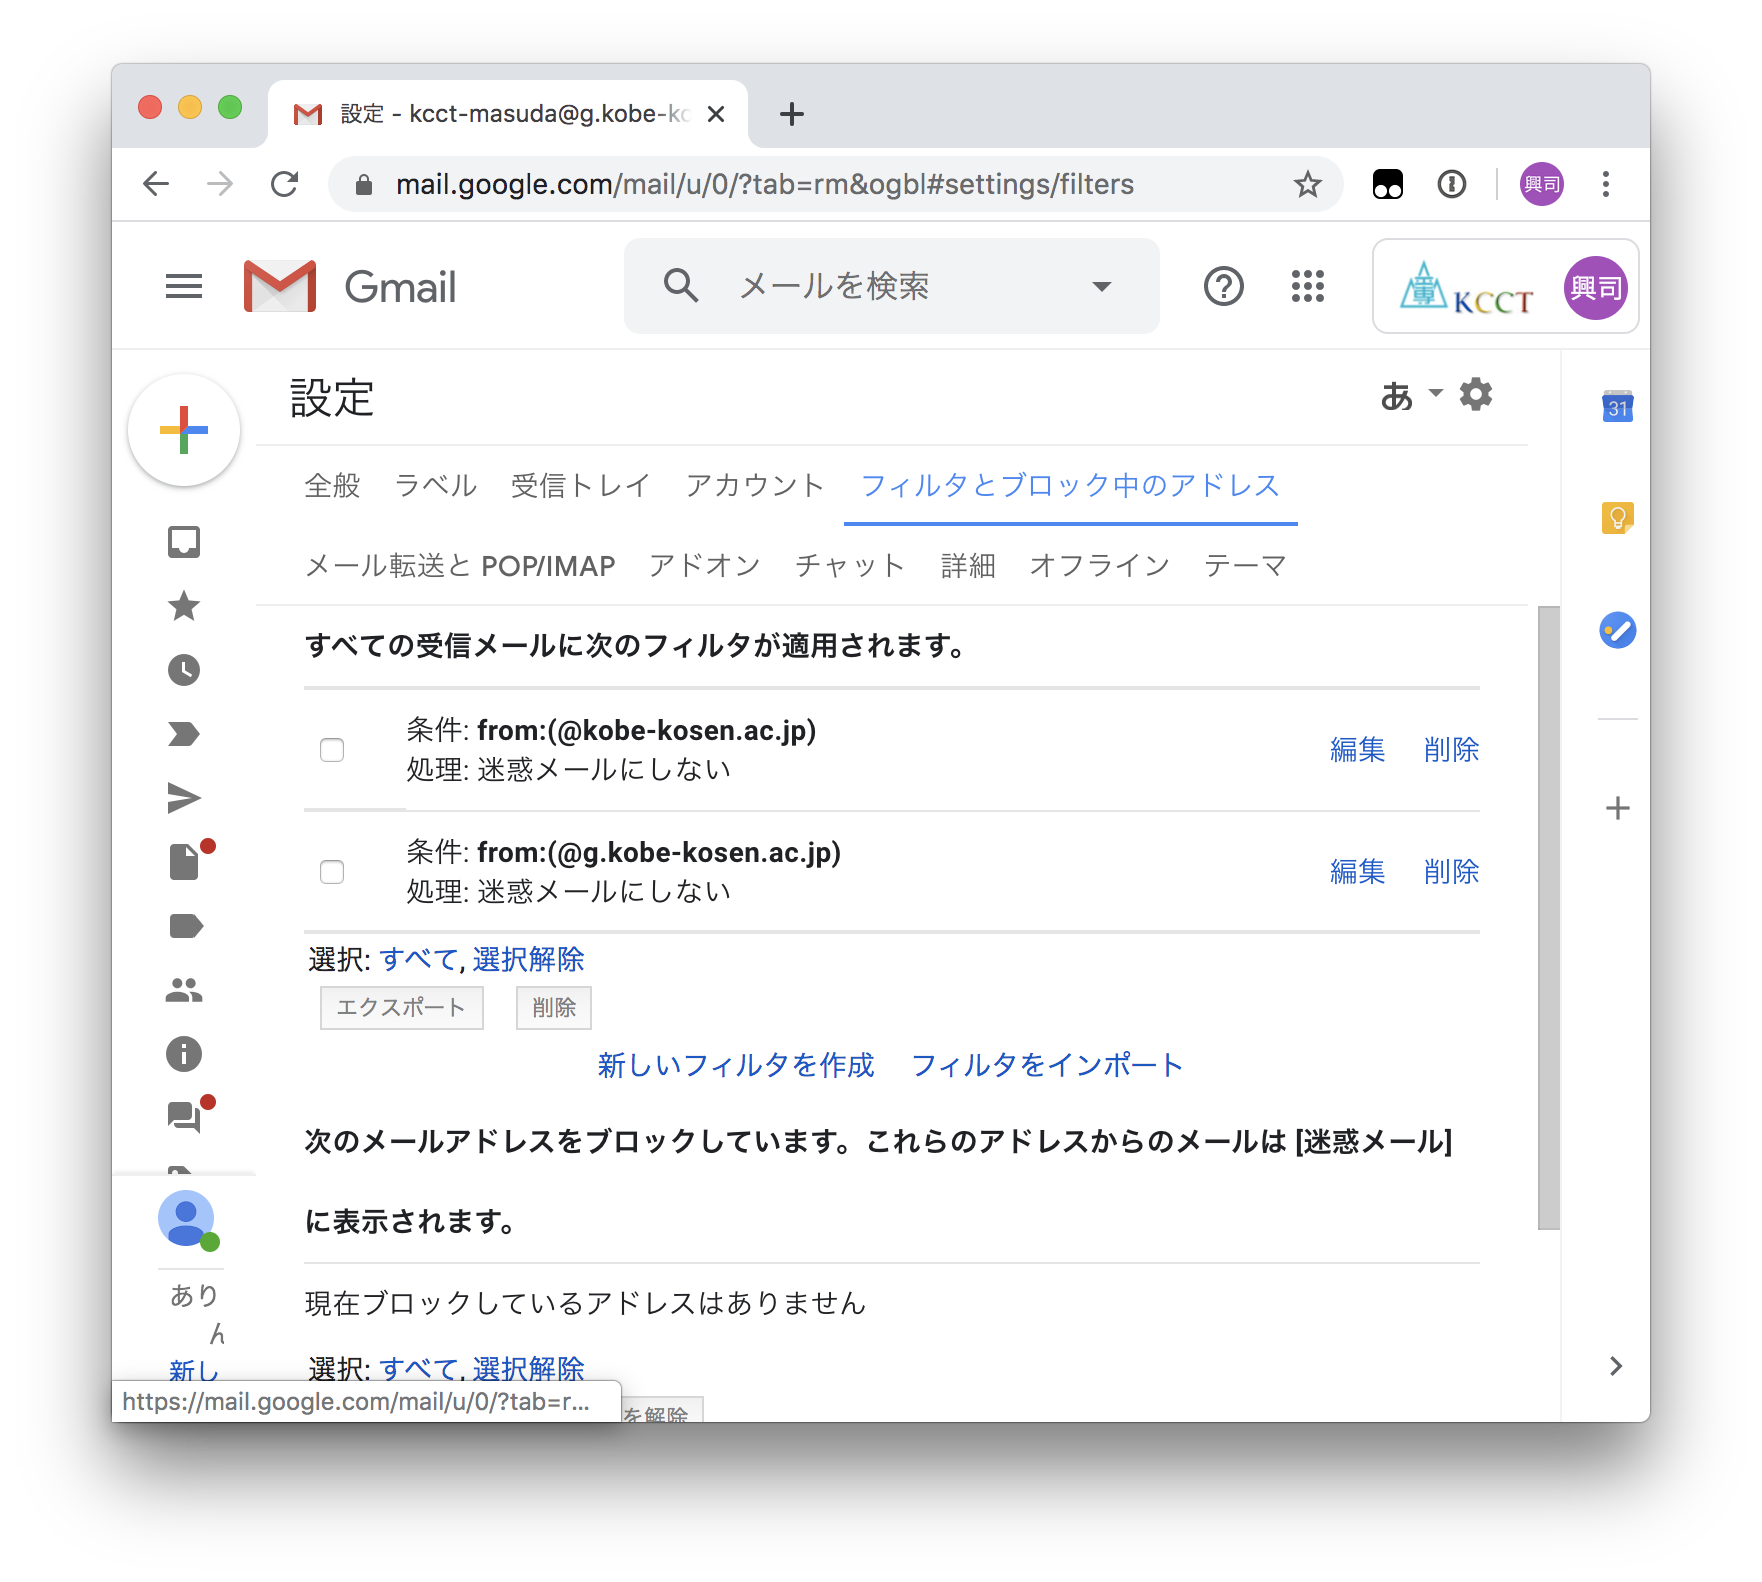 設定 - kcct-masuda@g.kobe-kc
mail.google.com/mail/u/0/?tab=rm&ogbl#settings/filters
興司
Gmail
メールを検索
KCCT
興司
設定
あ
31
全般 ラベル 受信トレイ アカウント フィルタとブロック中のアドレス
メール転送と POP/IMAP アドオン チャット 詳細 オフライン テーマ
すべての受信メールに次のフィルタが適用されます。
条件: from:(@kobe-kosen.ac.jp)
処理: 迷惑メールにしない
編集 削除
条件: from:(@g.kobe-kosen.ac.jp)
処理: 迷惑メールにしない
編集 削除
選択: すべて, 選択解除
エクスポート 削除
新しいフィルタを作成 フィルタをインポート
次のメールアドレスをブロックしています。これらのアドレスからのメールは [迷惑メール]
に表示されます。
現在ブロックしているアドレスはありません
選択: すべて, 選択解除
を解除
あり
ん
新し
https://mail.google.com/mail/u/0/?tab=r...